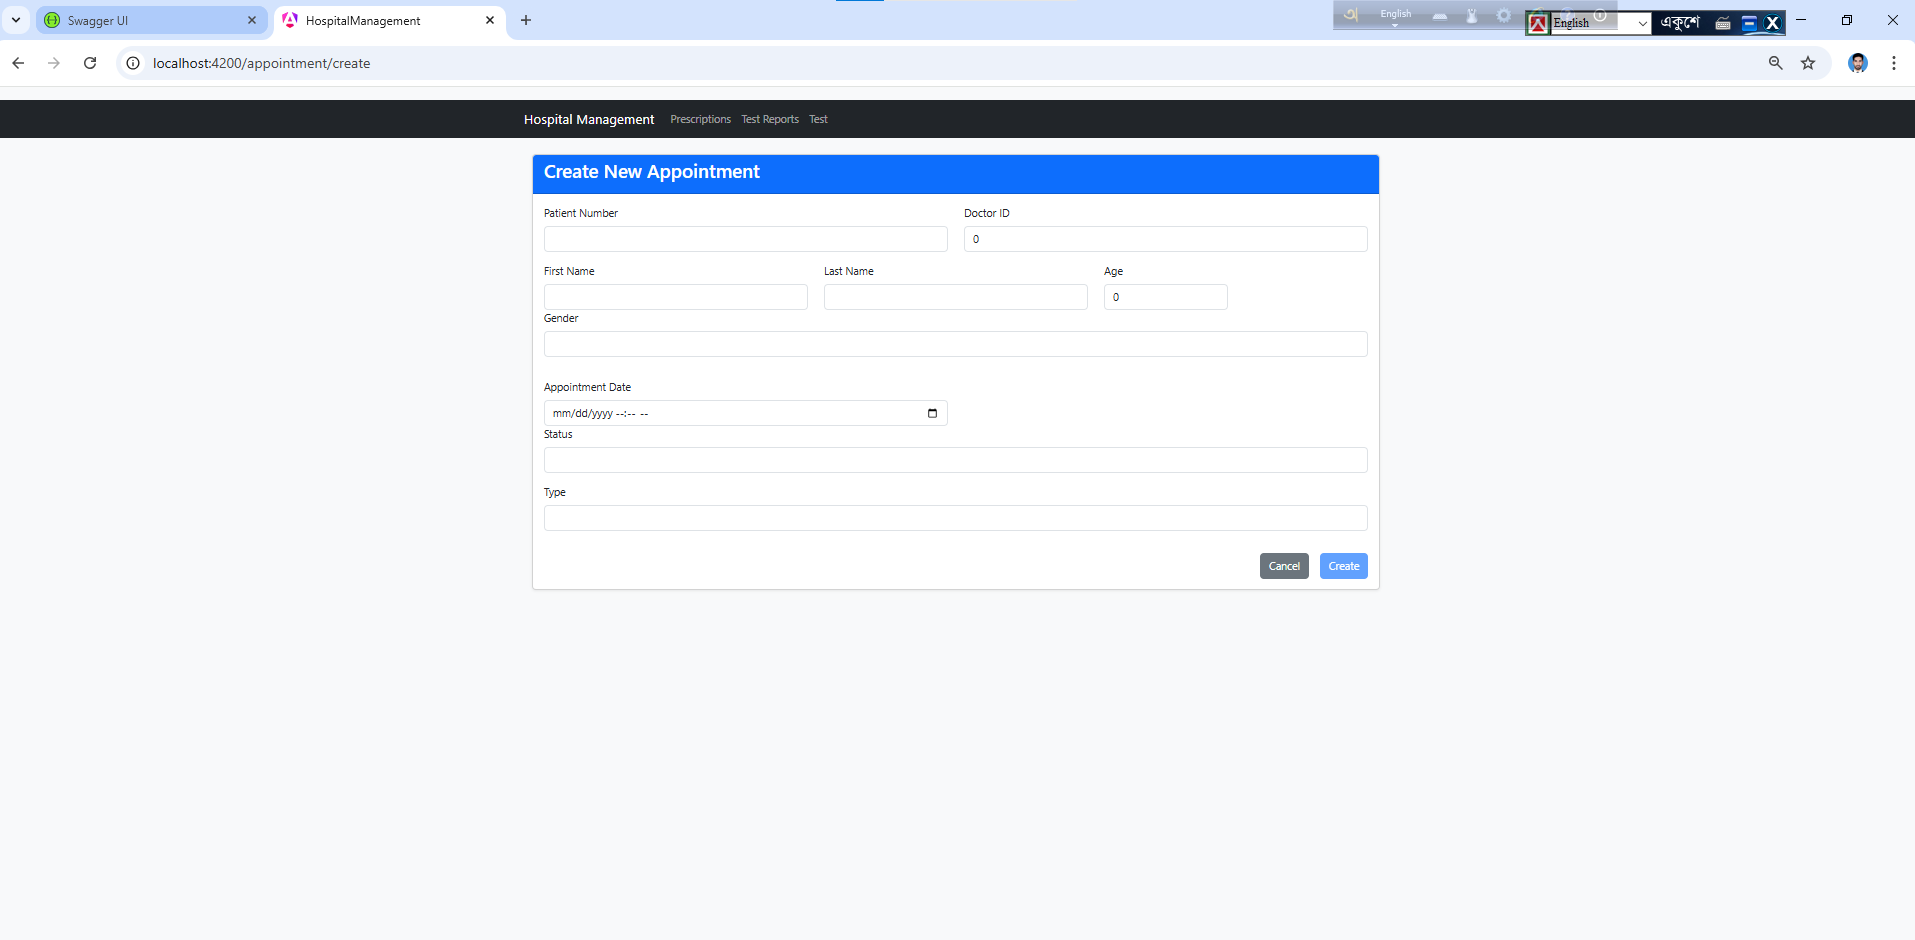 Swagger UI
HospitalManagement
English
English
একুশে
localhost:4200/appointment/create
Hospital Management Prescriptions Test Reports Test
Create New Appointment
Patient Number Doctor ID
0
First Name Last Name Age
0
Gender
Appointment Date
mm/dd/yyyy --:-- --
Status
Type
Cancel Create